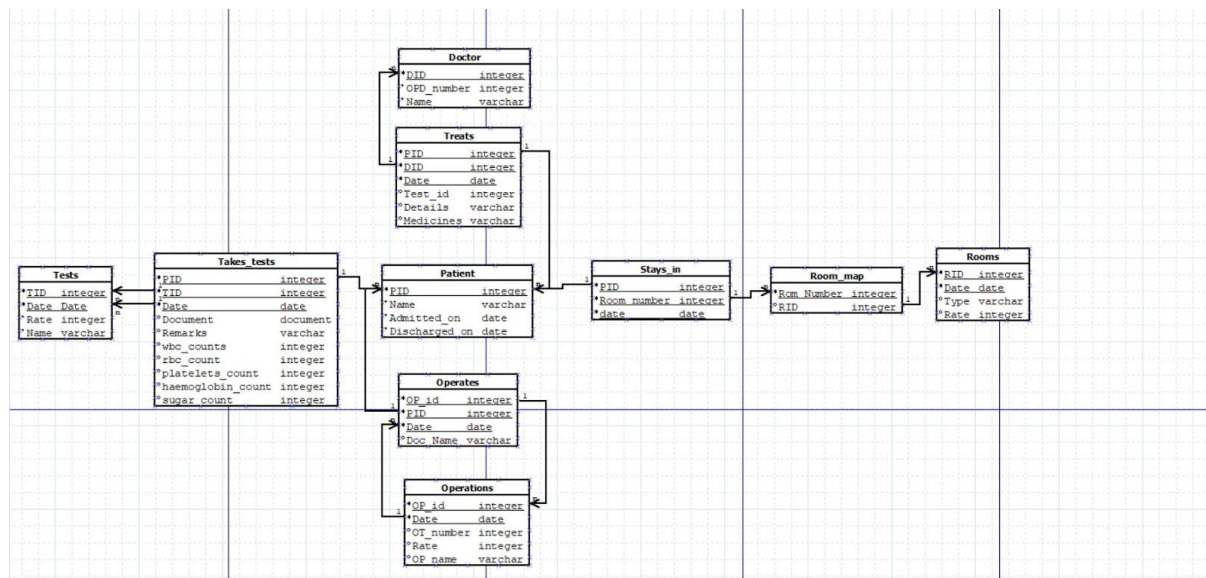 Doctor
DID integer
OPD_number integer
Name varchar
Treats
PID integer
DID integer
Date date
Test_id integer
Details varchar
Medicines varchar
Tests
TID integer
Date Date
Rate integer
Name varchar
Takes_tests
PID integer
TID integer
Date date
Document document
Remarks varchar
wbc_counts integer
rbc_count integer
platelets_count integer
haemoglobin_count integer
sugar_count integer
Patient
PID integer
Name varchar
Admitted_on date
Discharged_on date
Stays_in
PID integer
Room_number integer
date date
Room_map
Rom_Number integer
RID integer
Rooms
RID integer
Date date
Type varchar
Rate integer
Operates
OP_id integer
PID integer
Date date
Doc_Name varchar
Operations
OP_id integer
Date date
OT_number integer
Rate integer
OP_name varchar